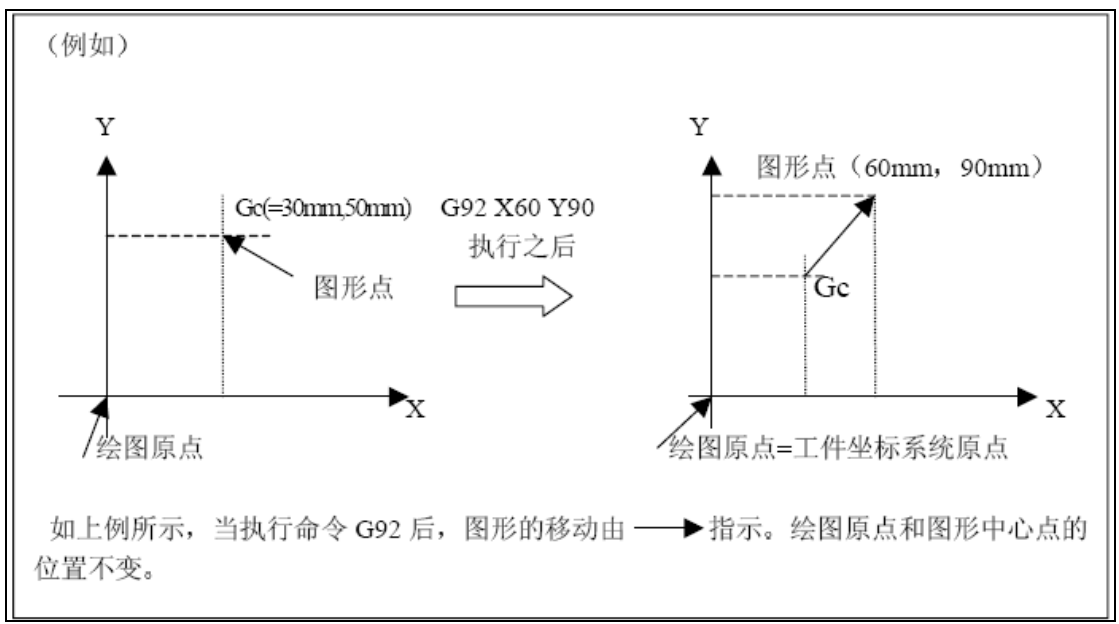 （例如）
Y
Gc(=30mm,50mm)
图形点
X
绘图原点
G92 X60 Y90
执行之后
Y
图形点（60mm，90mm）
Gc
X
绘图原点=工件坐标系统原点
如上例所示，当执行命令 G92 后，图形的移动由 指示。绘图原点和图形中心点的
位置不变。